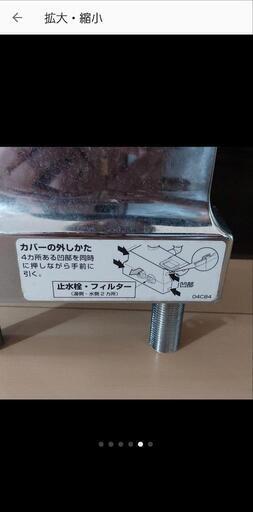 拡大・縮小
カバーの外しかた
4カ所ある凹部を同時
に押しながら手前に
引く。
凹部
止水栓・フィルター
(湯側・水側2カ所)
04C84